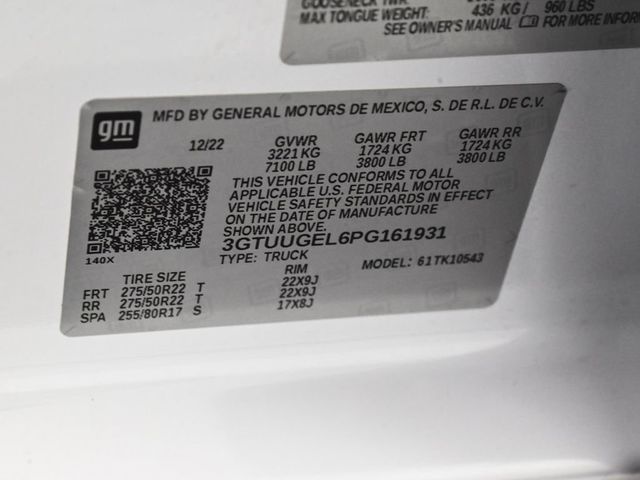 MAX TONGUE WEIGHT: 436 KG / 960 LBS
SEE OWNER'S MANUAL FOR MORE INFOR
gm
MFD BY GENERAL MOTORS DE MEXICO, S. DE R.L. DE C.V.
12/22 GVWR GAWR FRT GAWR RR
3221 KG 1724 KG 1724 KG
7100 LB 3800 LB 3800 LB
THIS VEHICLE CONFORMS TO ALL
APPLICABLE U.S. FEDERAL MOTOR
VEHICLE SAFETY STANDARDS IN EFFECT
ON THE DATE OF MANUFACTURE
SHOWN ABOVE.
3GTUUGEL6PG161931
140X
TYPE: TRUCK MODEL: 61TK10543
TIRE SIZE RIM
FRT 275/50R22 T 22X9J
RR 275/50R22 T 22X9J
SPA 255/80R17 S 17X8J